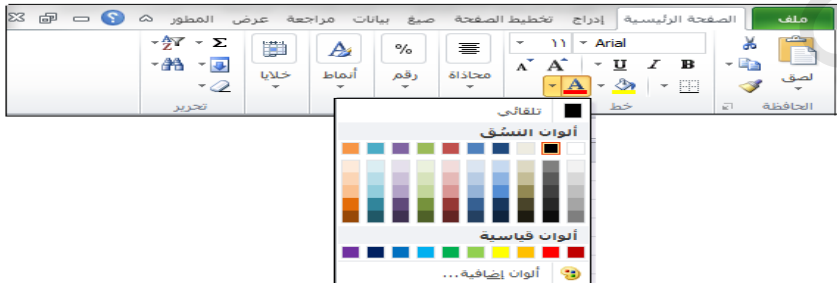 ملف الصفحة الرئيسية إدراج تخطيط الصفحة صيغ بيانات مراجعة عرض المطور
Arial ١١
B I U A A
لصق محاذاة % رقم أنماط خلايا Σ
A
الحافظة خط تحرير
تلقائي
ألوان النسُق
ألوان قياسية
ألوان إضافية...